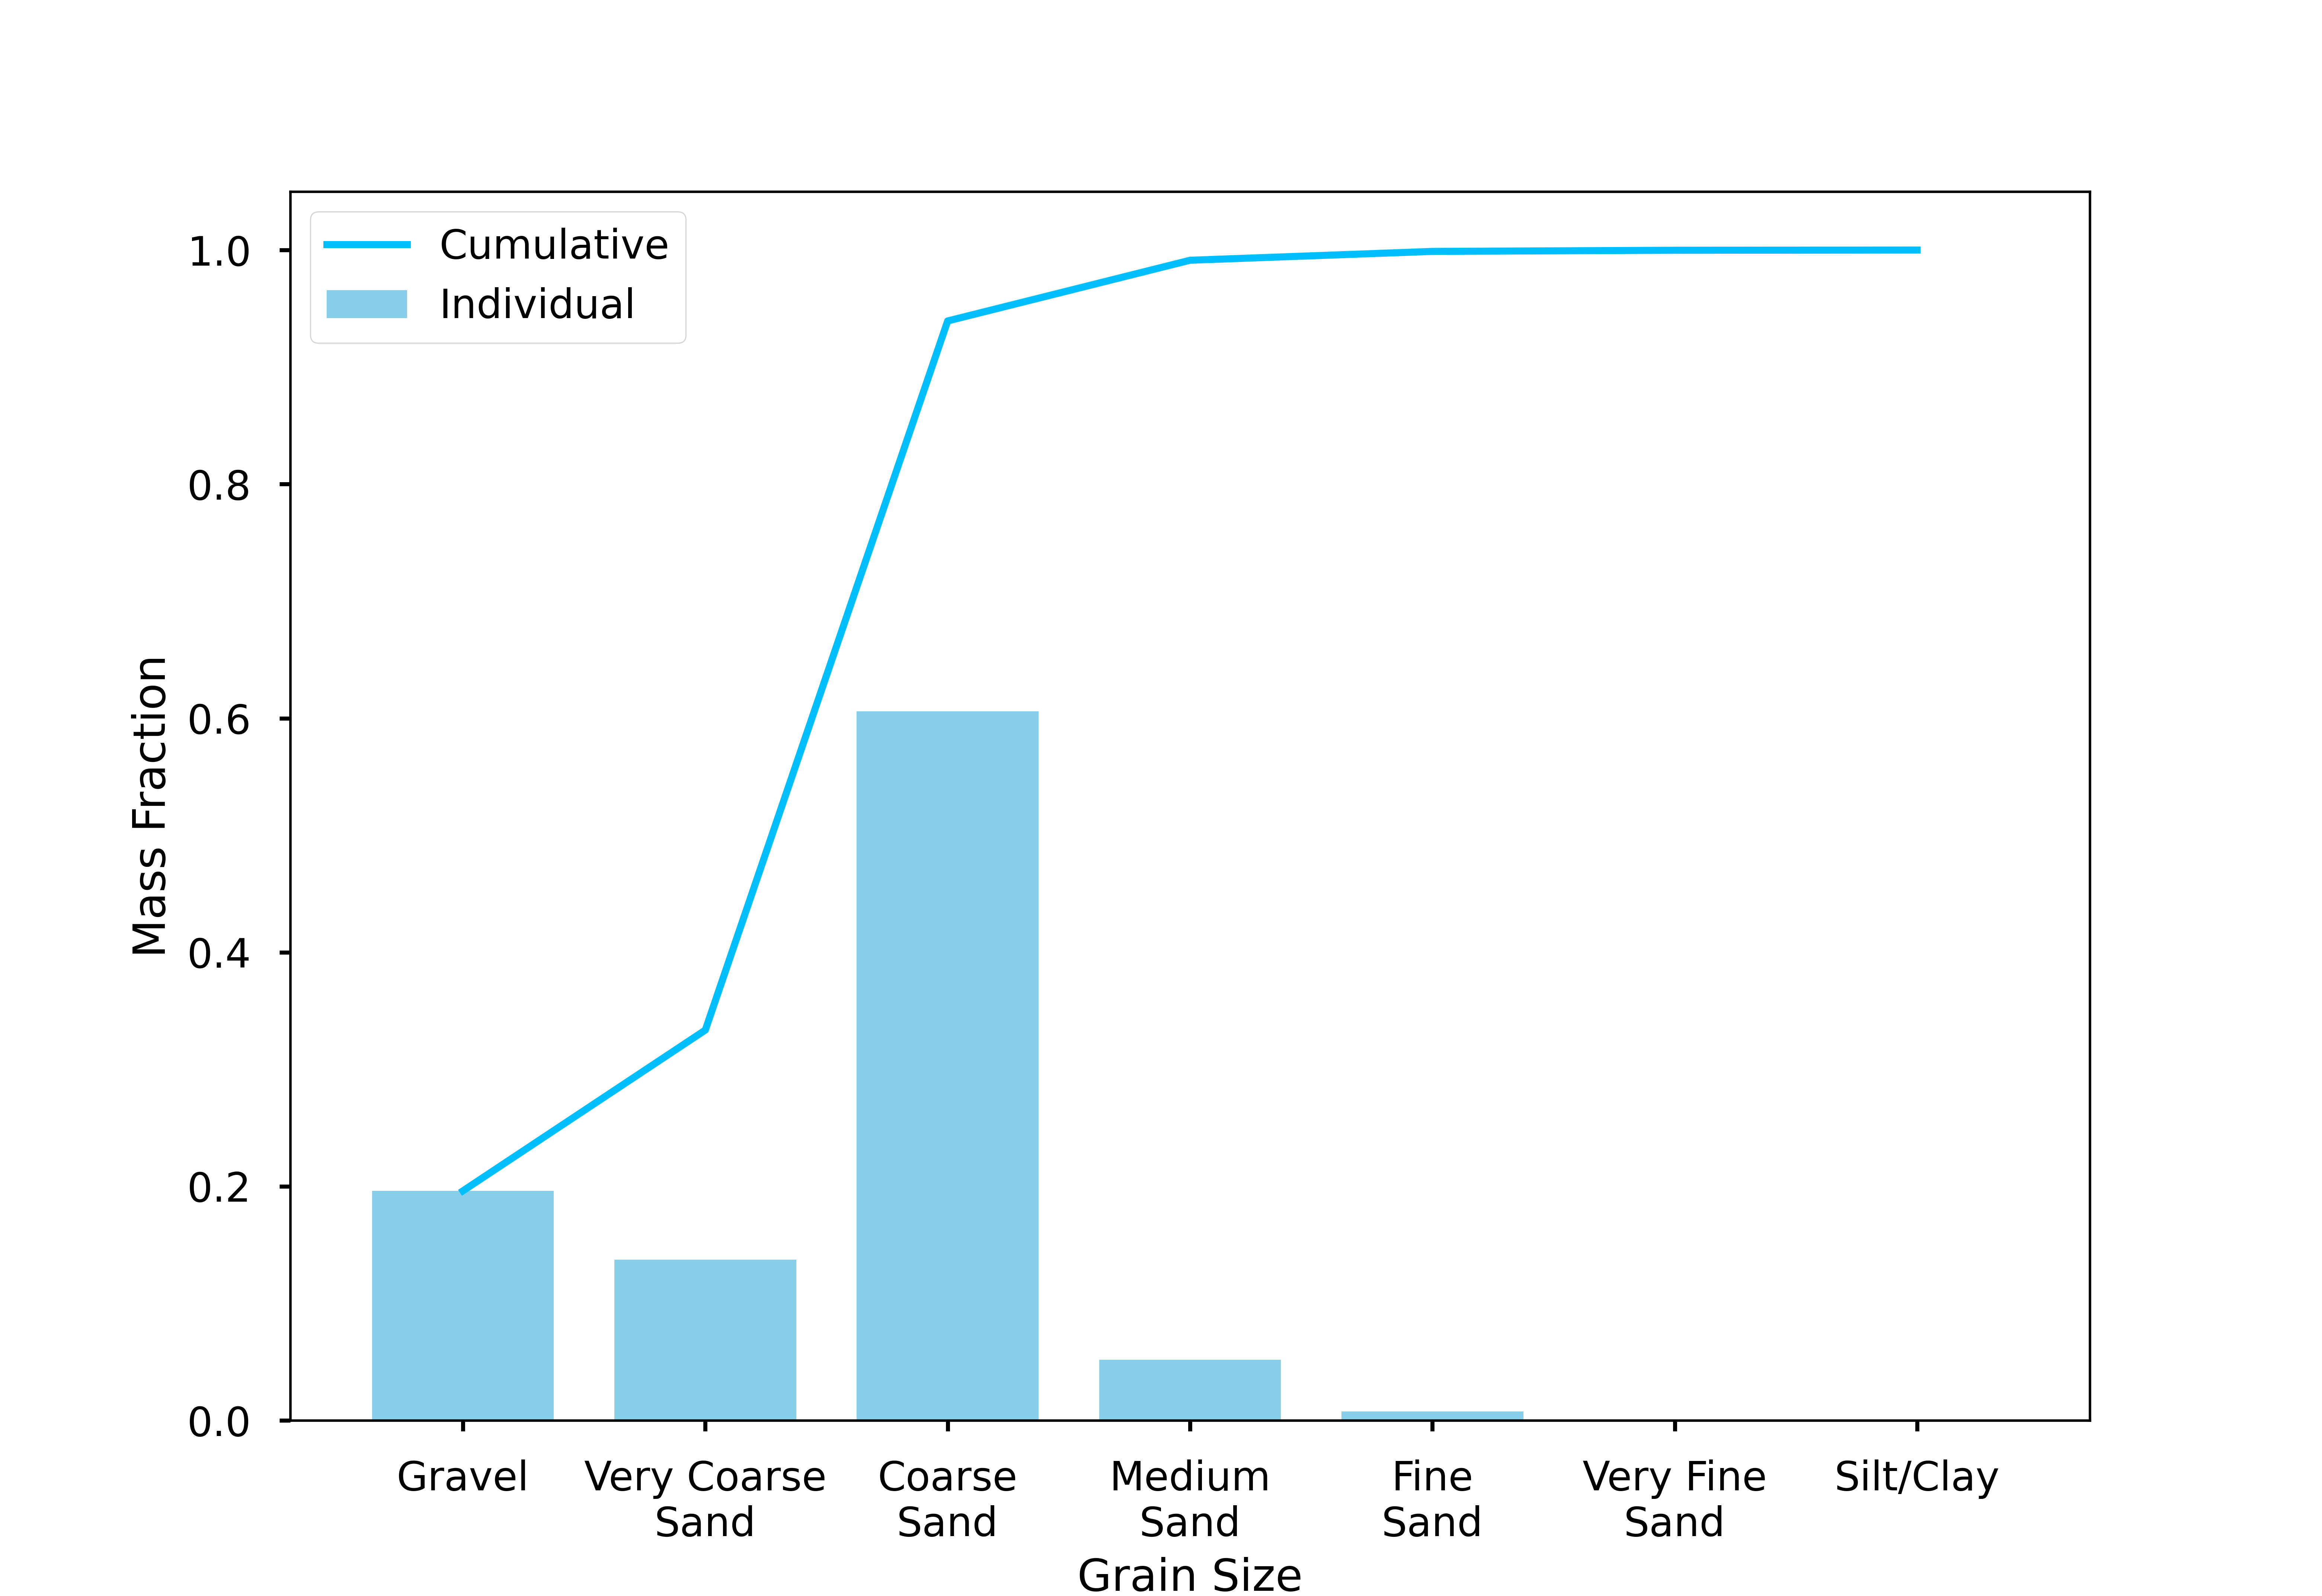 Cumulative
Individual
1.0
0.8
0.6
0.4
0.2
0.0
Mass Fraction
Gravel
Very Coarse
Sand
Coarse
Sand
Medium
Sand
Fine
Sand
Very Fine
Sand
Silt/Clay
Grain Size